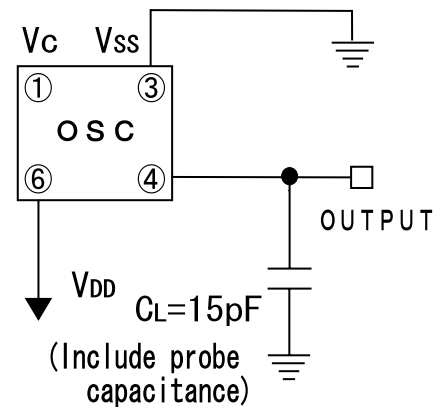 Vc Vss
① ③
OSC
⑥ ④
OUTPUT
VDD
CL=15pF
(Include probe
capacitance)